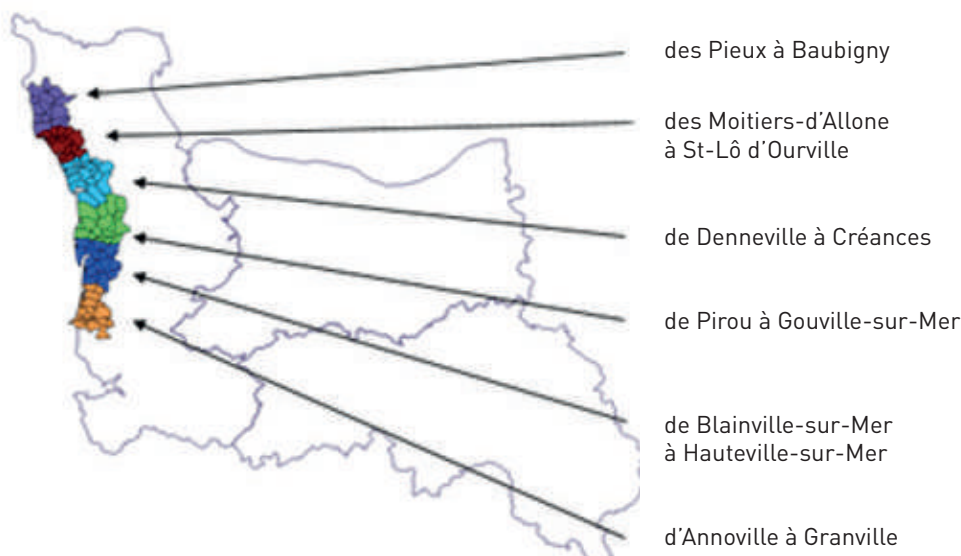 des Pieux à Baubigny
des Moitiers-d'Allone
à St-Lô d'Ourville
de Denneville à Créances
de Pirou à Gouville-sur-Mer
de Blainville-sur-Mer
à Hauteville-sur-Mer
d'Annoville à Granville